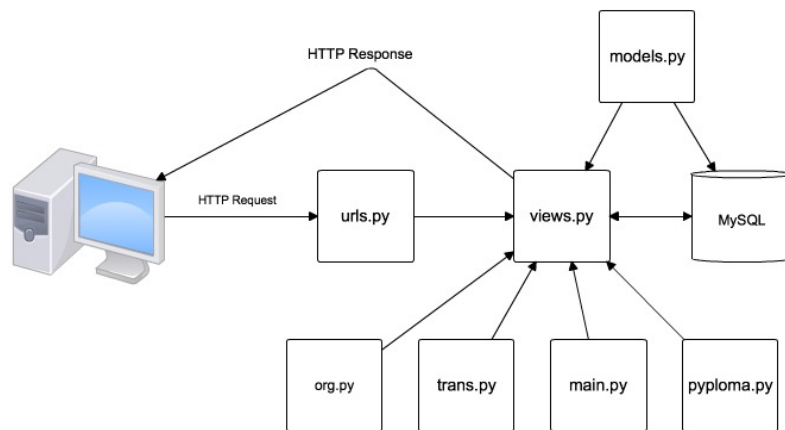 HTTP Response
models.py
HTTP Request
urls.py
views.py
MySQL
org.py
trans.py
main.py
pyploma.py